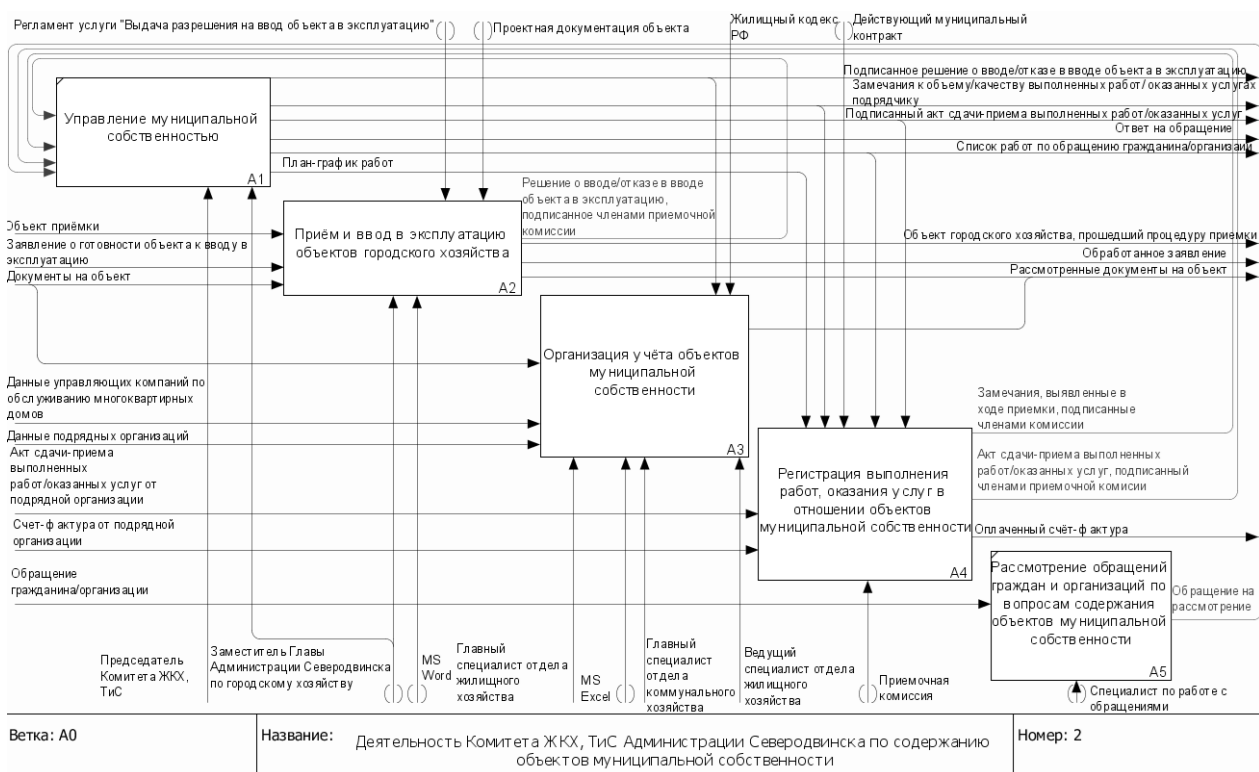 Регламент услуги "Выдача разрешения на ввод объекта в эксплуатацию"
Проектная документация объекта
Жилищный кодекс
РФ
Действующий муниципальный
контракт
Подписанное решение о вводе/отказе в вводе объекта в эксплуатацию
Замечания к объему/качеству выполненных работ/оказанных услугах
подрядчику
Подписанный акт сдачи-приема выполненных работ/оказанных услуг
Ответ на обращение
Список работ по обращению гражданина/организаии
Управление муниципальной
собственностью
A1
План-график работ
Решение о вводе/отказе в вводе
объекта в эксплуатацию,
подписанное членами приемочной
комиссии
Объект приёмки
Заявление о готовности объекта к вводу в
эксплуатацию
Документы на объект
Приём и ввод в эксплуатацию
объектов городского хозяйства
A2
Объект городского хозяйства, прошедший процедуру приемки
Обработанное заявление
Рассмотренные документы на объект
Организация учёта объектов
муниципальной
собственности
A3
Данные управляющих компаний по
обслуживанию многоквартирных
домов
Данные подрядных организаций
Акт сдачи-приема
выполненных
работ/оказанных услуг от
подрядной организации
Счет-фактура от подрядной
организации
Обращение
гражданина/организации
Замечания, выявленные в
ходе приемки, подписанные
членами комиссии
Акт сдачи-приема выполненных
работ/оказанных услуг, подписанный
членами приемочной комисии
Регистрация выполнения
работ, оказания услуг в
отношении объектов
муниципальной собственности
A4
Оплаченный счёт-фактура
Рассмотрение обращений
граждан и организаций по
вопросам содержания
объектов муниципальной
собственности
A5
Обращение на
рассмотрение
Председатель
Комитета ЖКХ,
ТиС
Заместитель Главы
Администрации Северодвинска
по городскому хозяйству
MS
Word
Главный
специалист отдела
жилищного
хозяйства
MS
Excel
Главный
специалист
отдела
коммунального
хозяйства
Ведущий
специалист отдела
жилищного
хозяйства
Приемочная
комиссия
Специалист по работе с
обращениями
Ветка: A0
Название:
Деятельность Комитета ЖКХ, ТиС Администрации Северодвинска по содержанию
объектов муниципальной собственности
Номер: 2